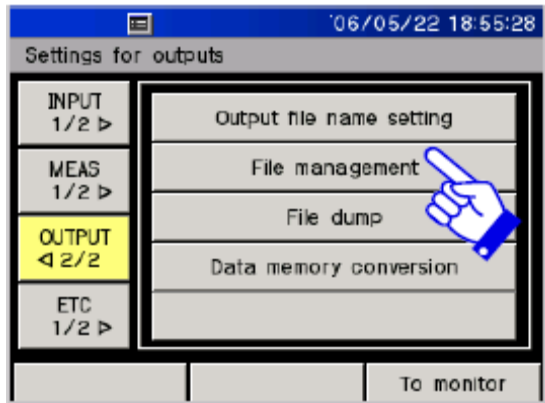 '06/05/22 18:55:28
Settings for outputs
INPUT
1/2 ▷
MEAS
1/2 ▷
OUTPUT
◁ 2/2
ETC
1/2 ▷
Output file name setting
File management
File dump
Data memory conversion
To monitor